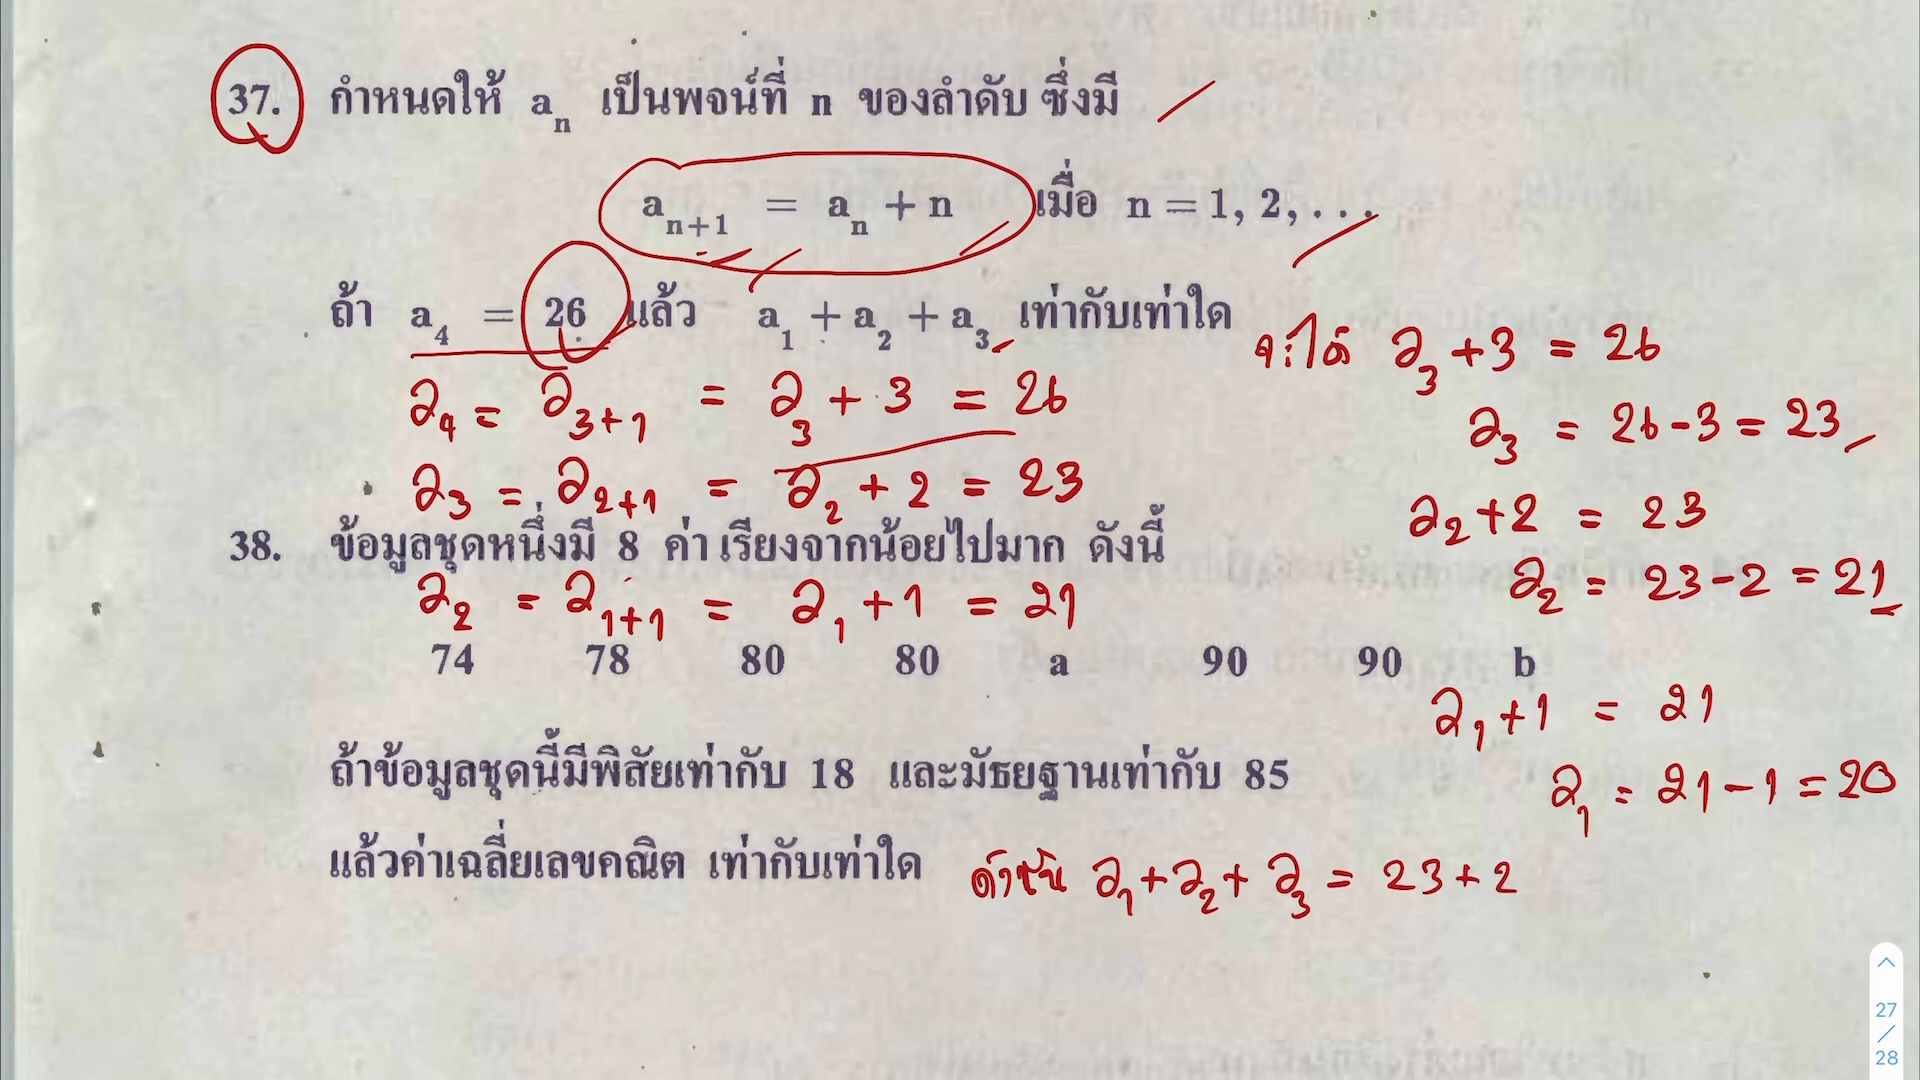 37. กำหนดให้ aₙ เป็นพจน์ที่ n ของลำดับ ซึ่งมี
aₙ₊₁ = aₙ + n เมื่อ n = 1, 2, . . .
ถ้า a₄ = 26 แล้ว a₁ + a₂ + a₃ เท่ากับเท่าใด
จะได้ a₃ + 3 = 26
a₄ = a₃₊₁ = a₃ + 3 = 26
a₃ = 26 - 3 = 23
a₃ = a₂₊₁ = a₂ + 2 = 23
a₂ + 2 = 23
38. ข้อมูลชุดหนึ่งมี 8 ค่า เรียงจากน้อยไปมาก ดังนี้
a₂ = 23 - 2 = 21
a₂ = a₁₊₁ = a₁ + 1 = 21
74 78 80 80 a 90 90 b
a₁ + 1 = 21
ถ้าข้อมูลชุดนี้มีพิสัยเท่ากับ 18 และมัธยฐานเท่ากับ 85
a₁ = 21 - 1 = 20
แล้วค่าเฉลี่ยเลขคณิต เท่ากับเท่าใด
ดังนั้น a₁ + a₂ + a₃ = 23 + 2
27
/
28